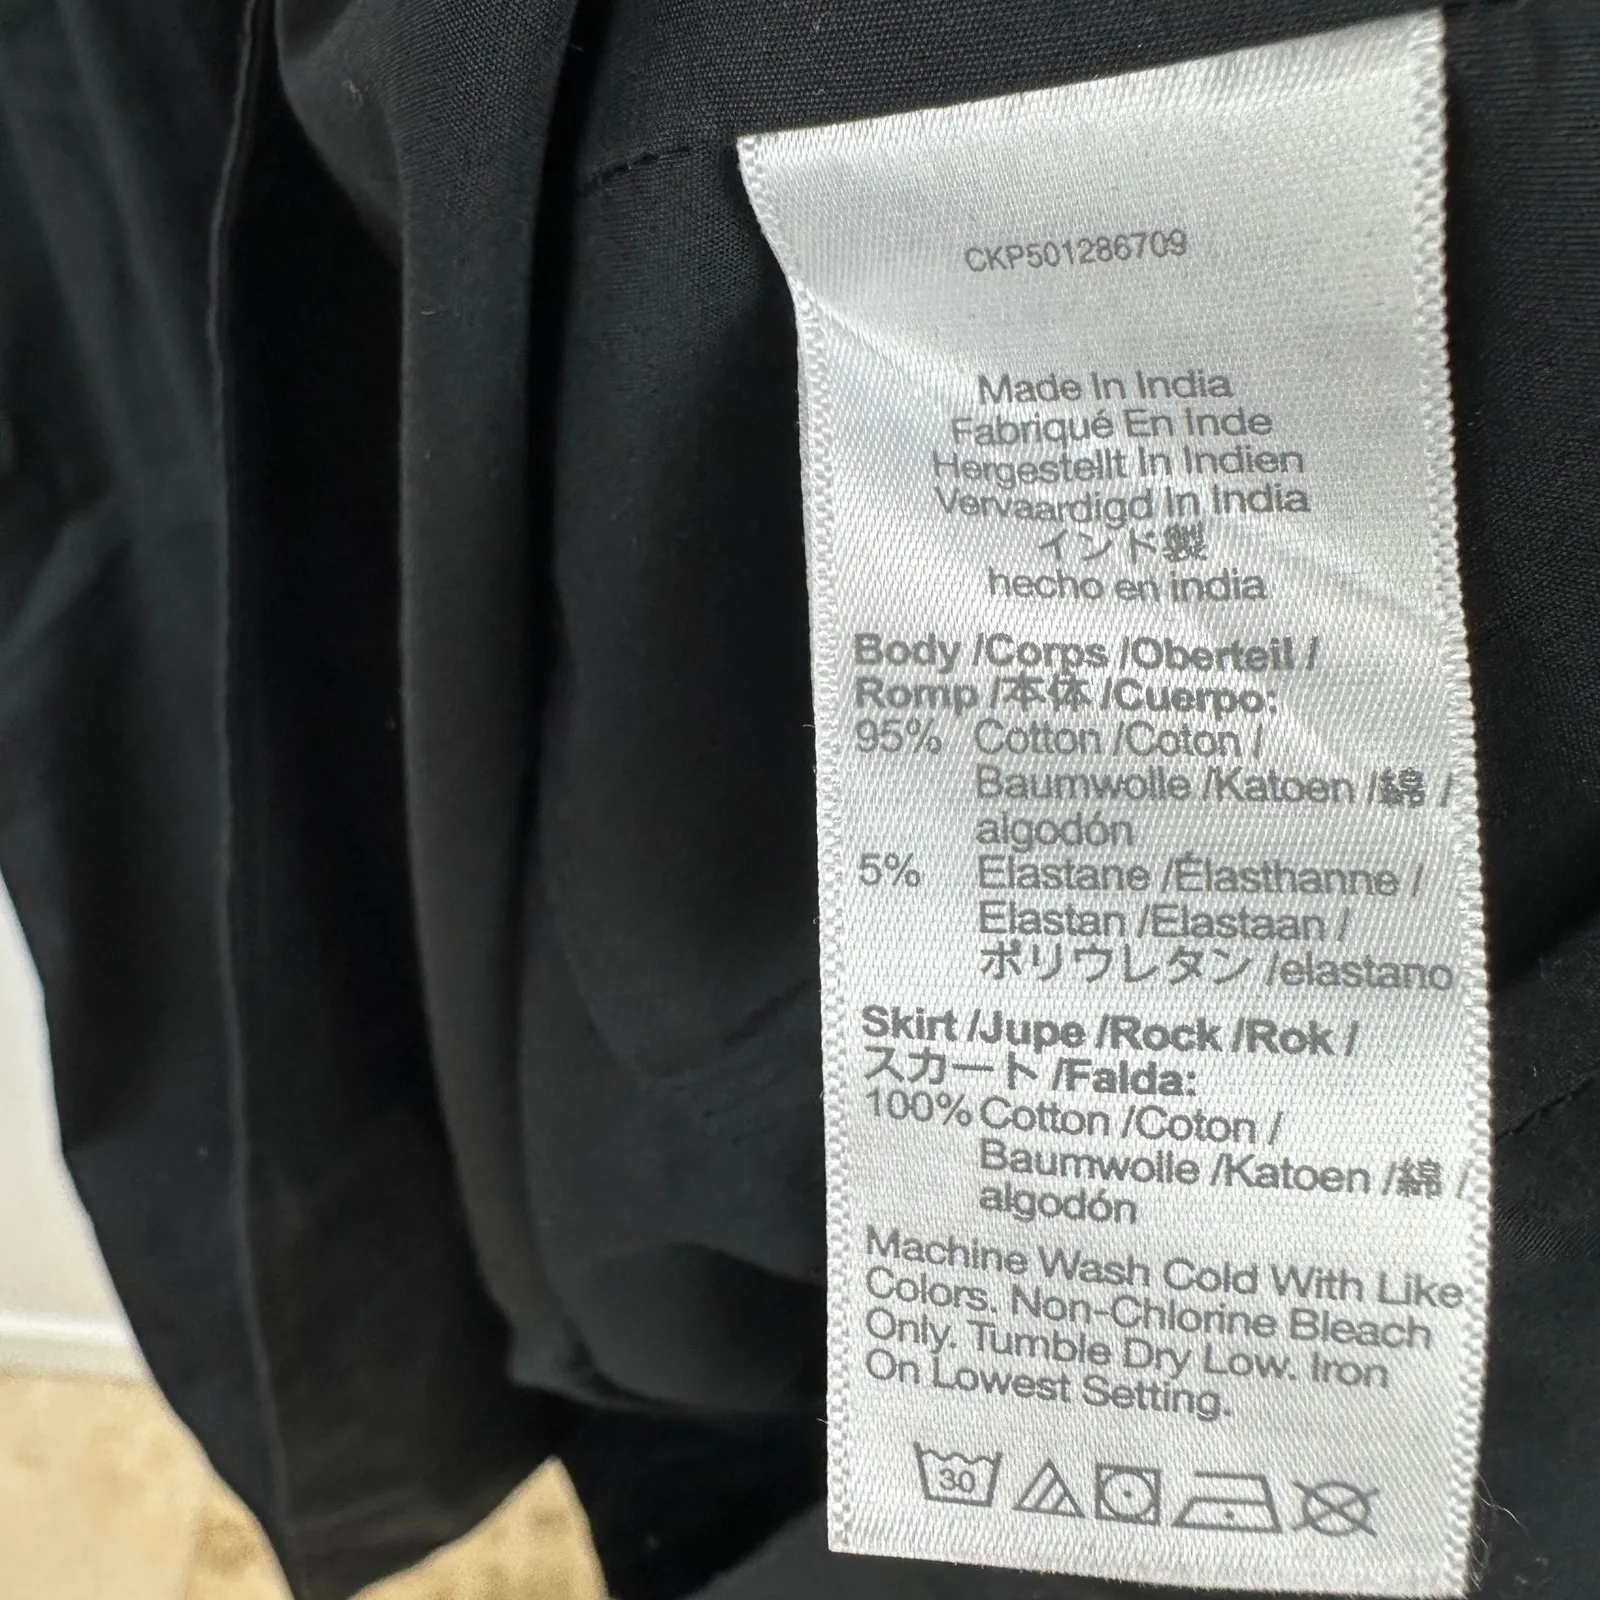 CKP501286709
Made In India
Fabriqué En Inde
Hergestellt In Indien
Vervaardigd In India
インド製
hecho en india
Body /Corps /Oberteil /
Romp /本体 /Cuerpo:
95% Cotton /Coton /
Baumwolle /Katoen /綿 /
algodón
5% Elastane /Élasthanne /
Elastan /Elastaan /
ポリウレタン /elastano
Skirt /Jupe /Rock /Rok /
スカート /Falda:
100% Cotton /Coton /
Baumwolle /Katoen /綿 /
algodón
Machine Wash Cold With Like
Colors. Non-Chlorine Bleach
Only. Tumble Dry Low. Iron
On Lowest Setting.
30